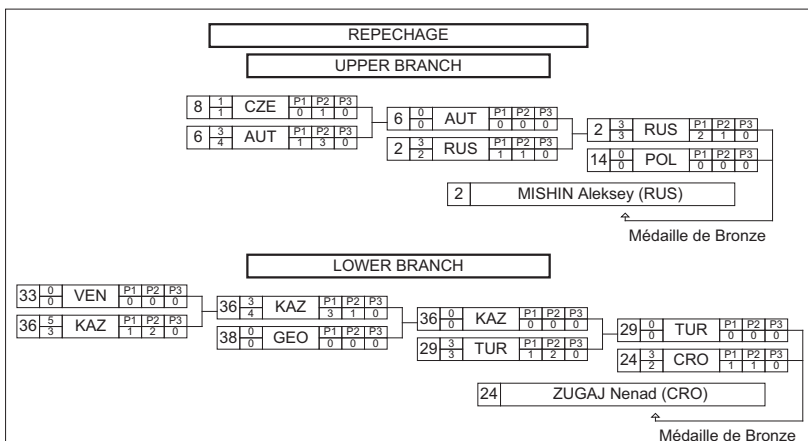 REPECHAGE
UPPER BRANCH
8 1 1 CZE P1 P2 P3 0 1 0
6 3 4 AUT P1 P2 P3 1 3 0
6 0 0 AUT P1 P2 P3 0 0 0
2 3 2 RUS P1 P2 P3 1 1 0
2 3 3 RUS P1 P2 P3 2 1 0
14 0 0 POL P1 P2 P3 0 0 0
2 MISHIN Aleksey (RUS)
Médaille de Bronze
LOWER BRANCH
33 0 0 VEN P1 P2 P3 0 0 0
36 5 3 KAZ P1 P2 P3 1 2 0
36 3 4 KAZ P1 P2 P3 3 1 0
38 0 0 GEO P1 P2 P3 0 0 0
36 0 0 KAZ P1 P2 P3 0 0 0
29 3 3 TUR P1 P2 P3 1 2 0
29 0 0 TUR P1 P2 P3 0 0 0
24 3 2 CRO P1 P2 P3 1 1 0
24 ZUGAJ Nenad (CRO)
Médaille de Bronze